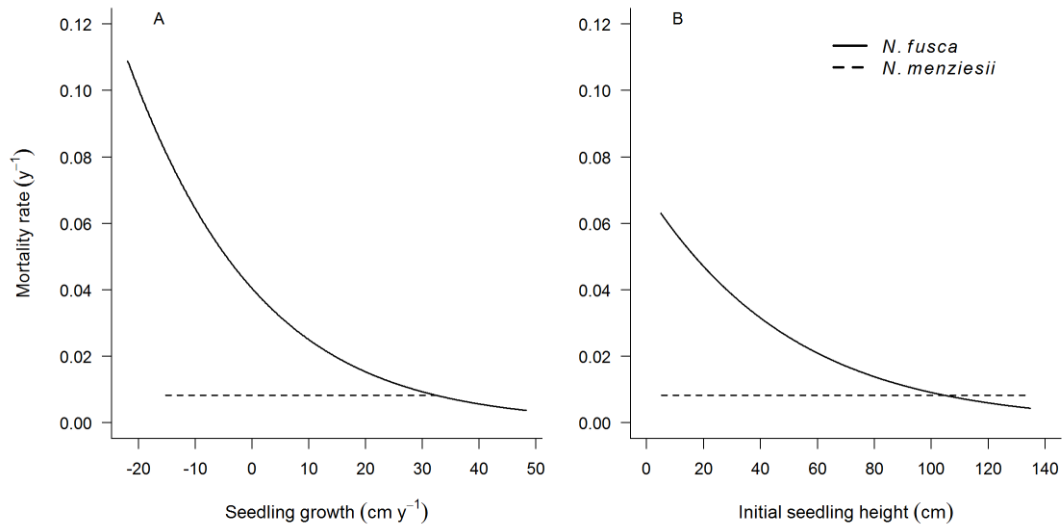 A
0.12
0.10
0.08
0.06
0.04
0.02
0.00
-20 -10 0 10 20 30 40 50
Mortality rate (y⁻¹)
Seedling growth (cm y⁻¹)
B
N. fusca
N. menziesii
0.12
0.10
0.08
0.06
0.04
0.02
0.00
0 20 40 60 80 100 120 140
Initial seedling height (cm)